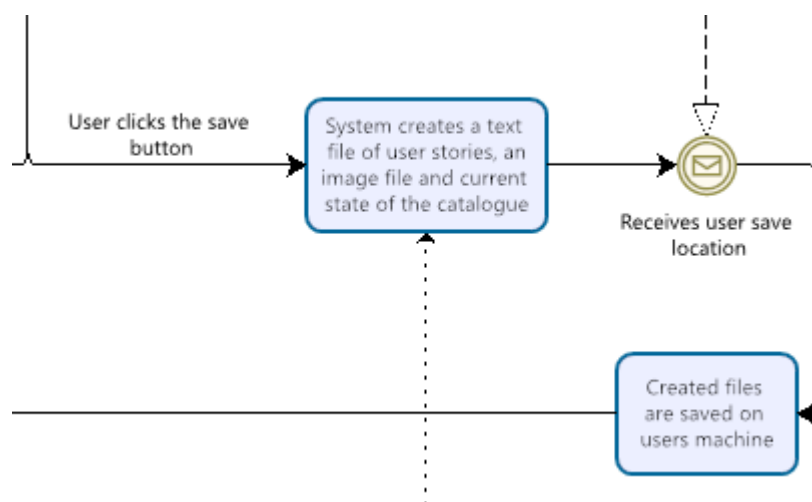 User clicks the save
button
System creates a text
file of user stories, an
image file and current
state of the catalogue
Receives user save
location
Created files
are saved on
users machine